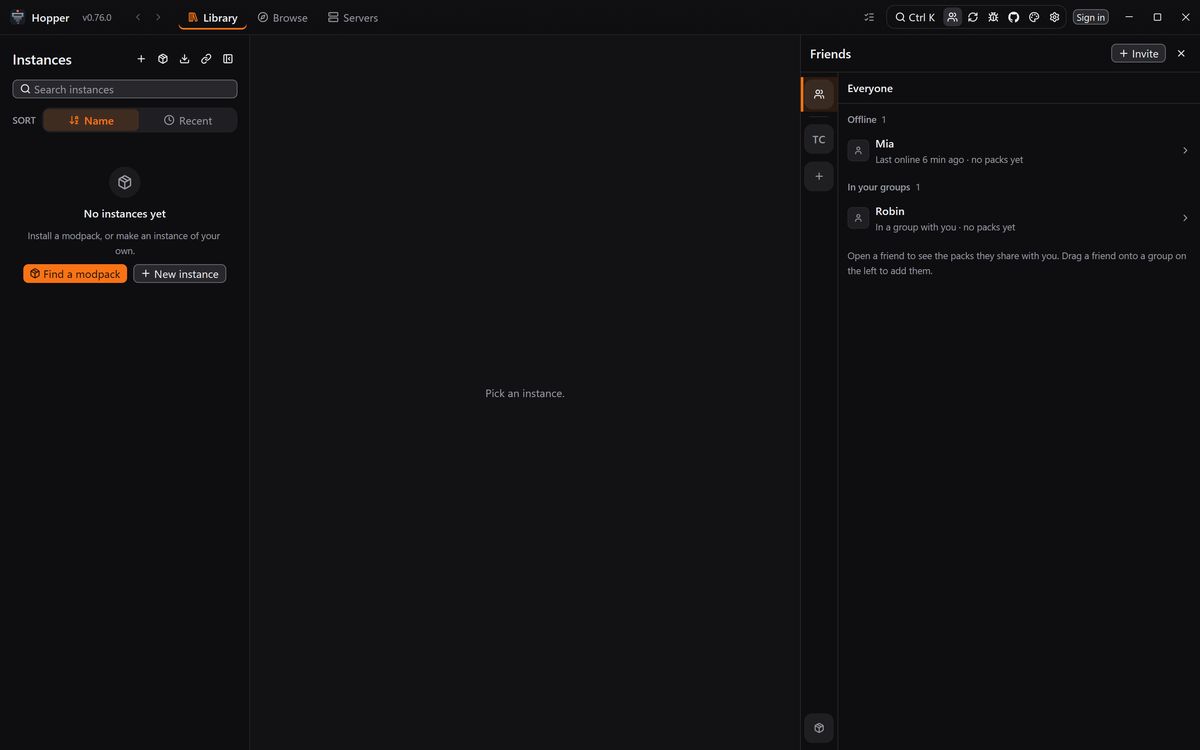 Hopper v0.76.0 Library Browse Servers Ctrl K Sign in
Instances
Search instances
SORT Name Recent
No instances yet
Install a modpack, or make an instance of your
own.
Find a modpack New instance
Pick an instance.
Friends Invite
TC
Everyone
Offline 1
Mia
Last online 6 min ago · no packs yet
In your groups 1
Robin
In a group with you · no packs yet
Open a friend to see the packs they share with you. Drag a friend onto a group on
the left to add them.